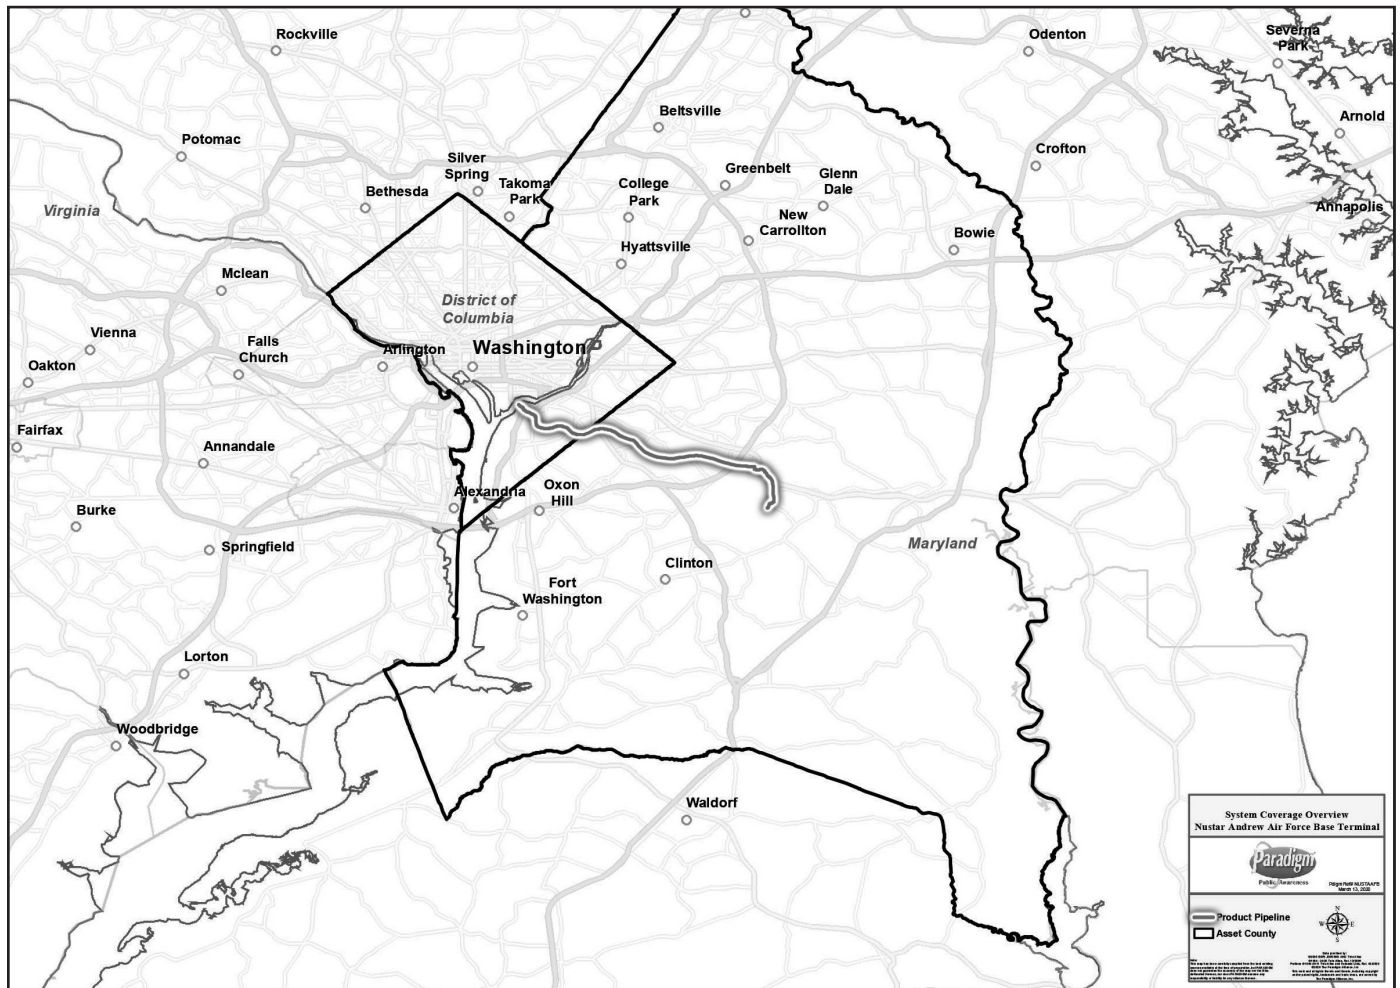 Rockville
Odenton
Severna
Park
Beltsville
Arnold
Potomac
Crofton
Silver
Spring
Takoma
Park
Bethesda
College
Park
Greenbelt
Glenn
Dale
Virginia
New
Carrollton
Annapolis
Bowie
Hyattsville
Mclean
District of
Columbia
Vienna
Falls
Church
Arlington
Washington
Oakton
Fairfax
Annandale
Alexandria
Oxon
Hill
Burke
Springfield
Maryland
Clinton
Fort
Washington
Lorton
Woodbridge
Waldorf
System Coverage Overview
Nustar Andrew Air Force Base Terminal
Paradigm
Public Awareness
March 13, 2020
Product Pipeline
Asset County
N
W E
S